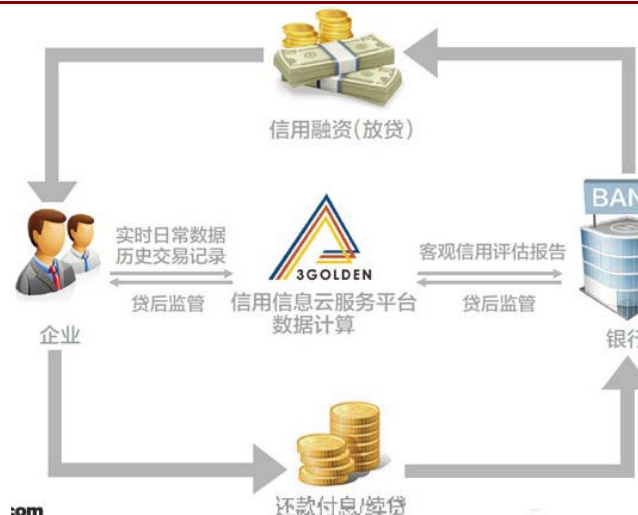 信用融资(放贷)
BAN
实时日常数据
历史交易记录
3GOLDEN
客观信用评估报告
贷后监管
信用信息云服务平台
数据计算
贷后监管
企业
银行
还款付息/续贷
:com